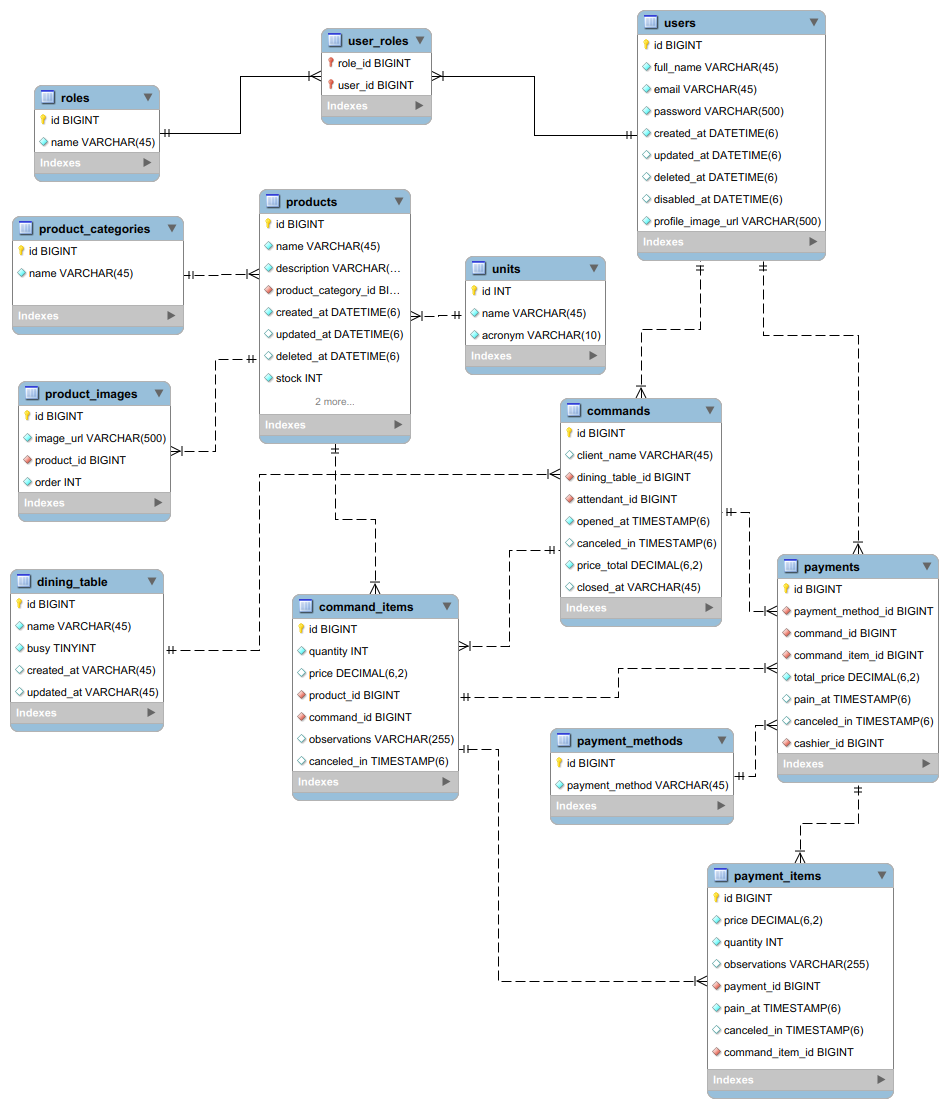 users
id BIGINT
full_name VARCHAR(45)
email VARCHAR(45)
password VARCHAR(500)
created_at DATETIME(6)
updated_at DATETIME(6)
deleted_at DATETIME(6)
disabled_at DATETIME(6)
profile_image_url VARCHAR(500)
Indexes
user_roles
role_id BIGINT
user_id BIGINT
Indexes
roles
id BIGINT
name VARCHAR(45)
Indexes
products
id BIGINT
name VARCHAR(45)
description VARCHAR(...
product_category_id BI...
created_at DATETIME(6)
updated_at DATETIME(6)
deleted_at DATETIME(6)
stock INT
2 more...
Indexes
product_categories
id BIGINT
name VARCHAR(45)
Indexes
units
id INT
name VARCHAR(45)
acronym VARCHAR(10)
Indexes
product_images
id BIGINT
image_url VARCHAR(500)
product_id BIGINT
order INT
Indexes
commands
id BIGINT
client_name VARCHAR(45)
dining_table_id BIGINT
attendant_id BIGINT
opened_at TIMESTAMP(6)
canceled_in TIMESTAMP(6)
price_total DECIMAL(6,2)
closed_at VARCHAR(45)
Indexes
dining_table
id BIGINT
name VARCHAR(45)
busy TINYINT
created_at VARCHAR(45)
updated_at VARCHAR(45)
Indexes
command_items
id BIGINT
quantity INT
price DECIMAL(6,2)
product_id BIGINT
command_id BIGINT
observations VARCHAR(255)
canceled_in TIMESTAMP(6)
Indexes
payments
id BIGINT
payment_method_id BIGINT
command_id BIGINT
command_item_id BIGINT
total_price DECIMAL(6,2)
pain_at TIMESTAMP(6)
canceled_in TIMESTAMP(6)
cashier_id BIGINT
Indexes
payment_methods
id BIGINT
payment_method VARCHAR(45)
Indexes
payment_items
id BIGINT
price DECIMAL(6,2)
quantity INT
observations VARCHAR(255)
payment_id BIGINT
pain_at TIMESTAMP(6)
canceled_in TIMESTAMP(6)
command_item_id BIGINT
Indexes